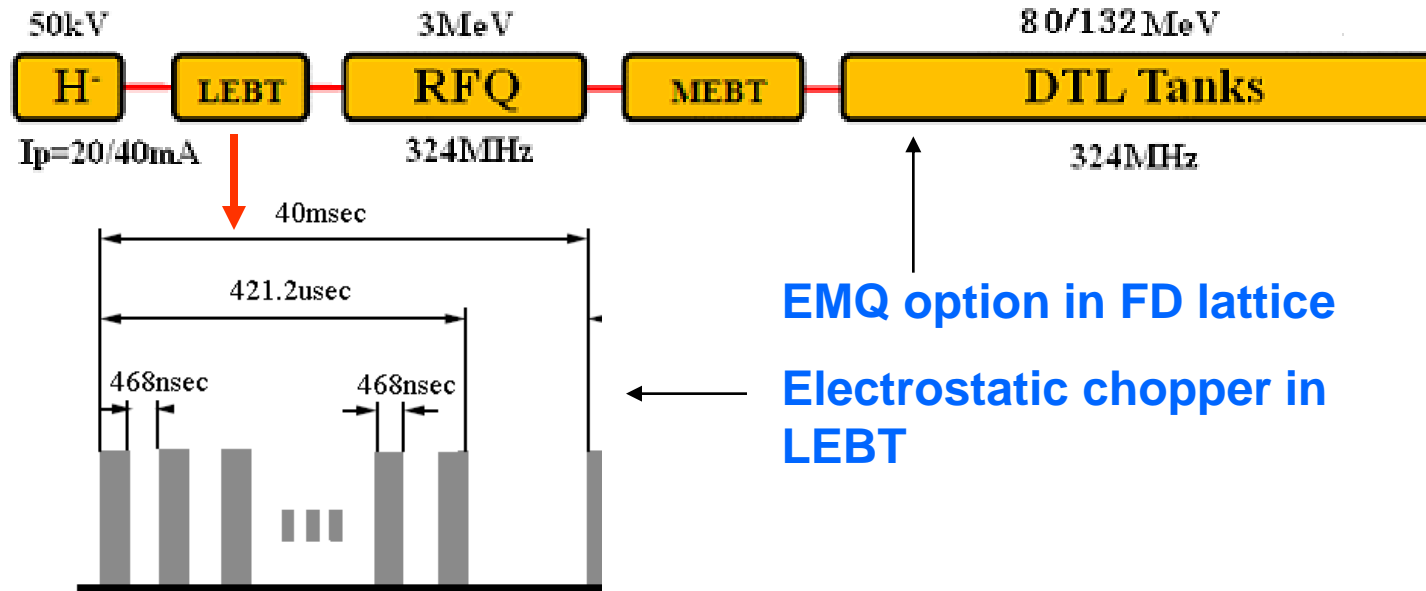 50kV 3MeV 80/132MeV
H- LEBT RFQ MEBT DTL Tanks
Ip=20/40mA 324MHz 324MHz
40msec
421.2usec
468nsec 468nsec
EMQ option in FD lattice
Electrostatic chopper in
LEBT